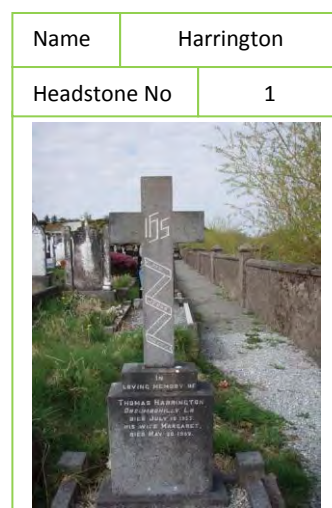 Name Harrington
Headstone No 1
IHS
IN
LOVING MEMORY OF
THOMAS HARRINGTON
DIED JULY 19
HIS WIFE MARGARET,
DIED MAY